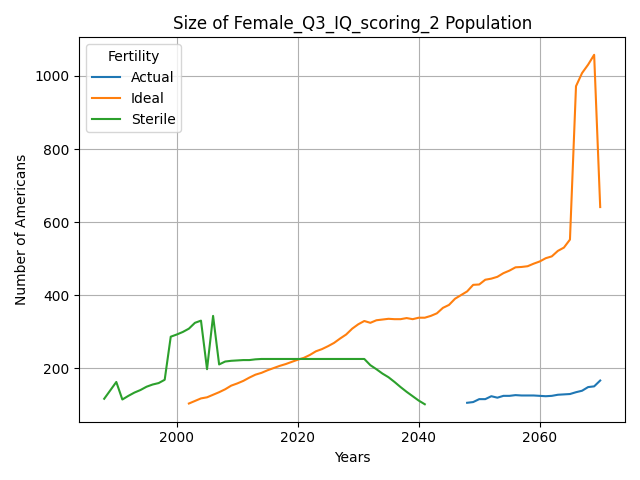 Size of Female_Q3_IQ_scoring_2 Population
Fertility
Actual
Ideal
Sterile
1000
800
600
400
200
Number of Americans
2000 2020 2040 2060
Years